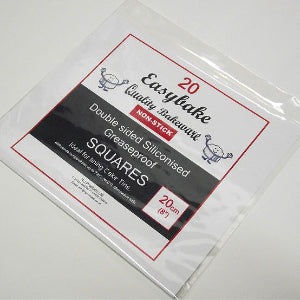 20
Easybake
Quality Bakeware
NON-STICK
Double sided Siliconised
Greaseproof
SQUARES
Ideal for lining Cake Tins
20cm
(8")